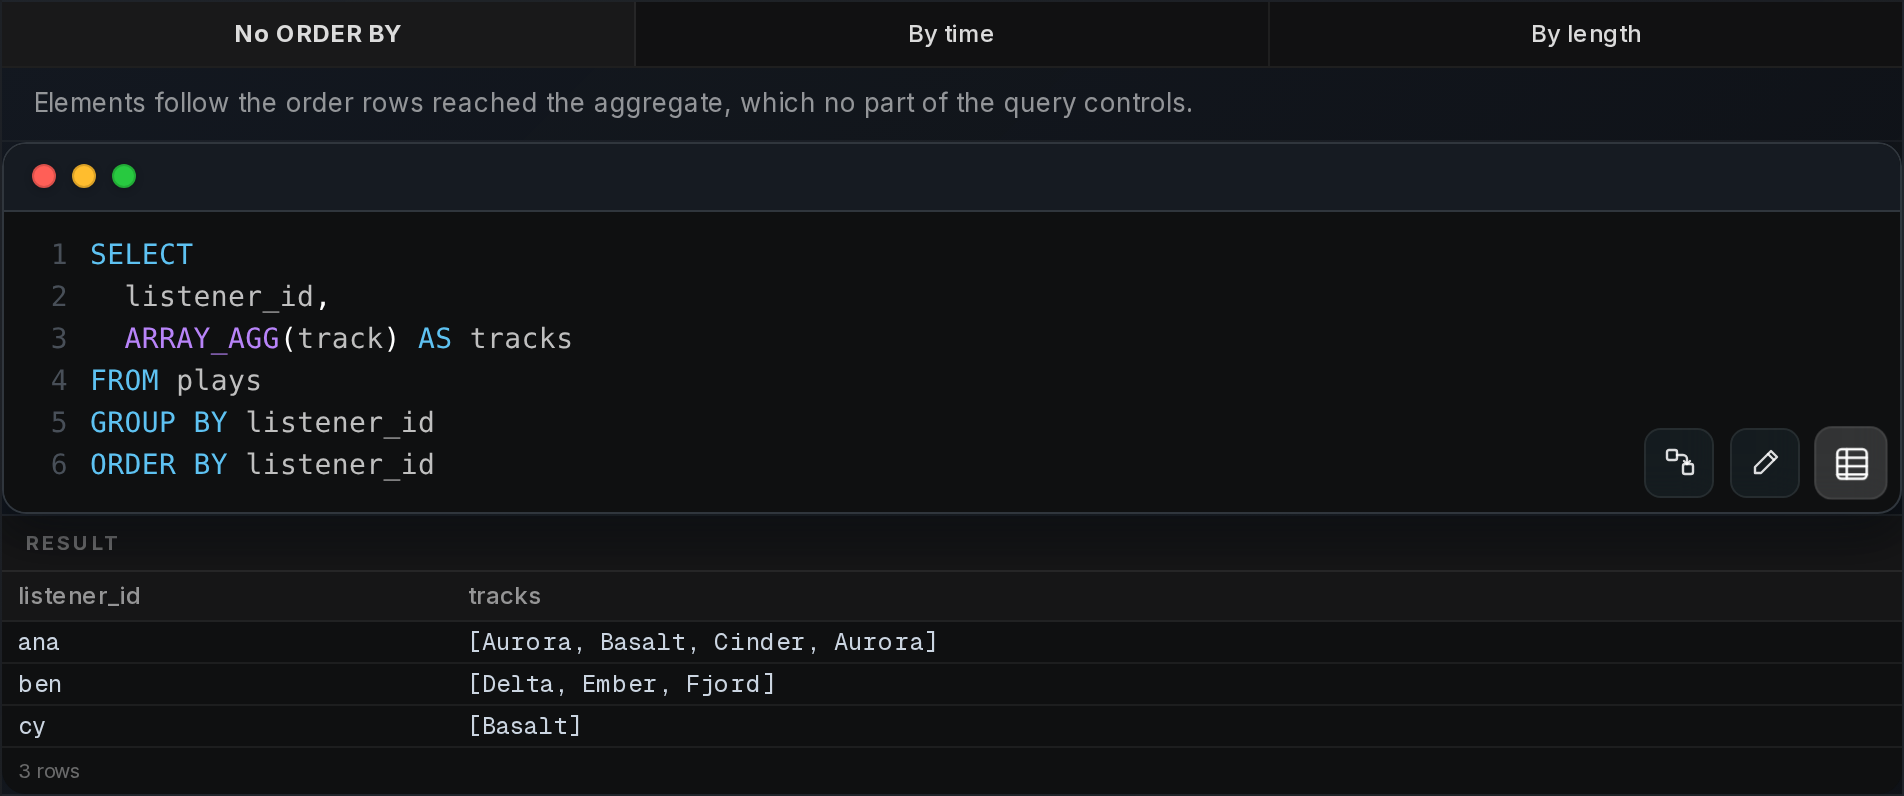 No ORDER BY
By time
By length
Elements follow the order rows reached the aggregate, which no part of the query controls.
1 SELECT
2   listener_id,
3   ARRAY_AGG(track) AS tracks
4 FROM plays
5 GROUP BY listener_id
6 ORDER BY listener_id
RESULT
listener_id tracks
ana [Aurora, Basalt, Cinder, Aurora]
ben [Delta, Ember, Fjord]
cy [Basalt]
3 rows